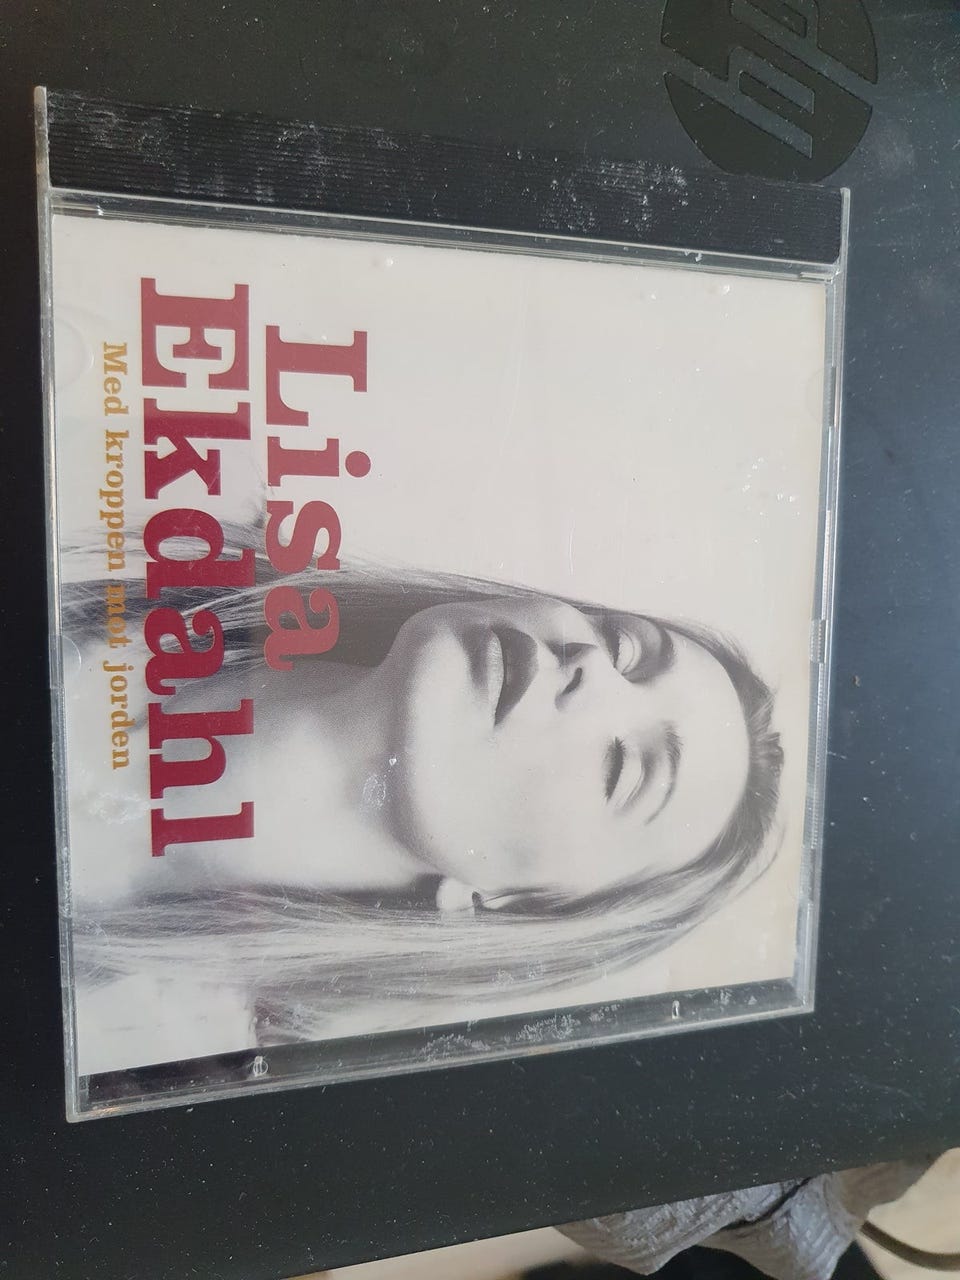 Lisa
Ekdahl
Med kroppen mot jorden
hp